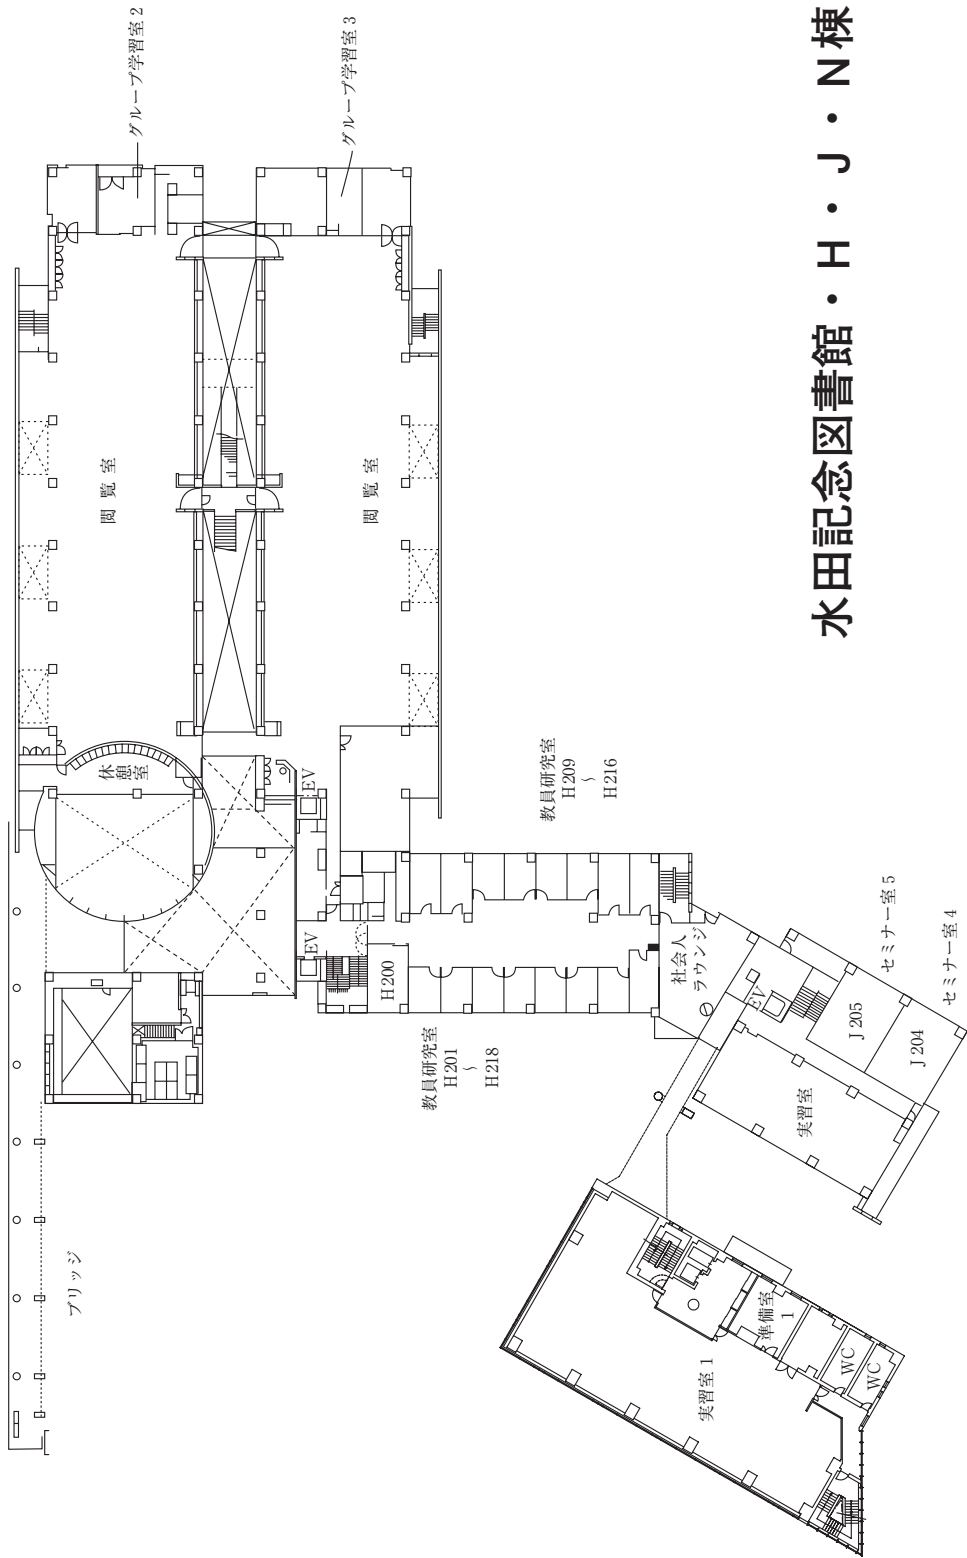 水田記念図書館・H・J・N棟
グループ学習室 2
グループ学習室 3
閲覧室
閲覧室
休憩室
EV
EV
H200
教員研究室
H209
～
H216
教員研究室
H201
～
H218
社会人
ラウンジ
EV
J 205
J 204
セミナー室 5
セミナー室 4
実習室
ブリッジ
実習室 1
準備室
1
WC
WC